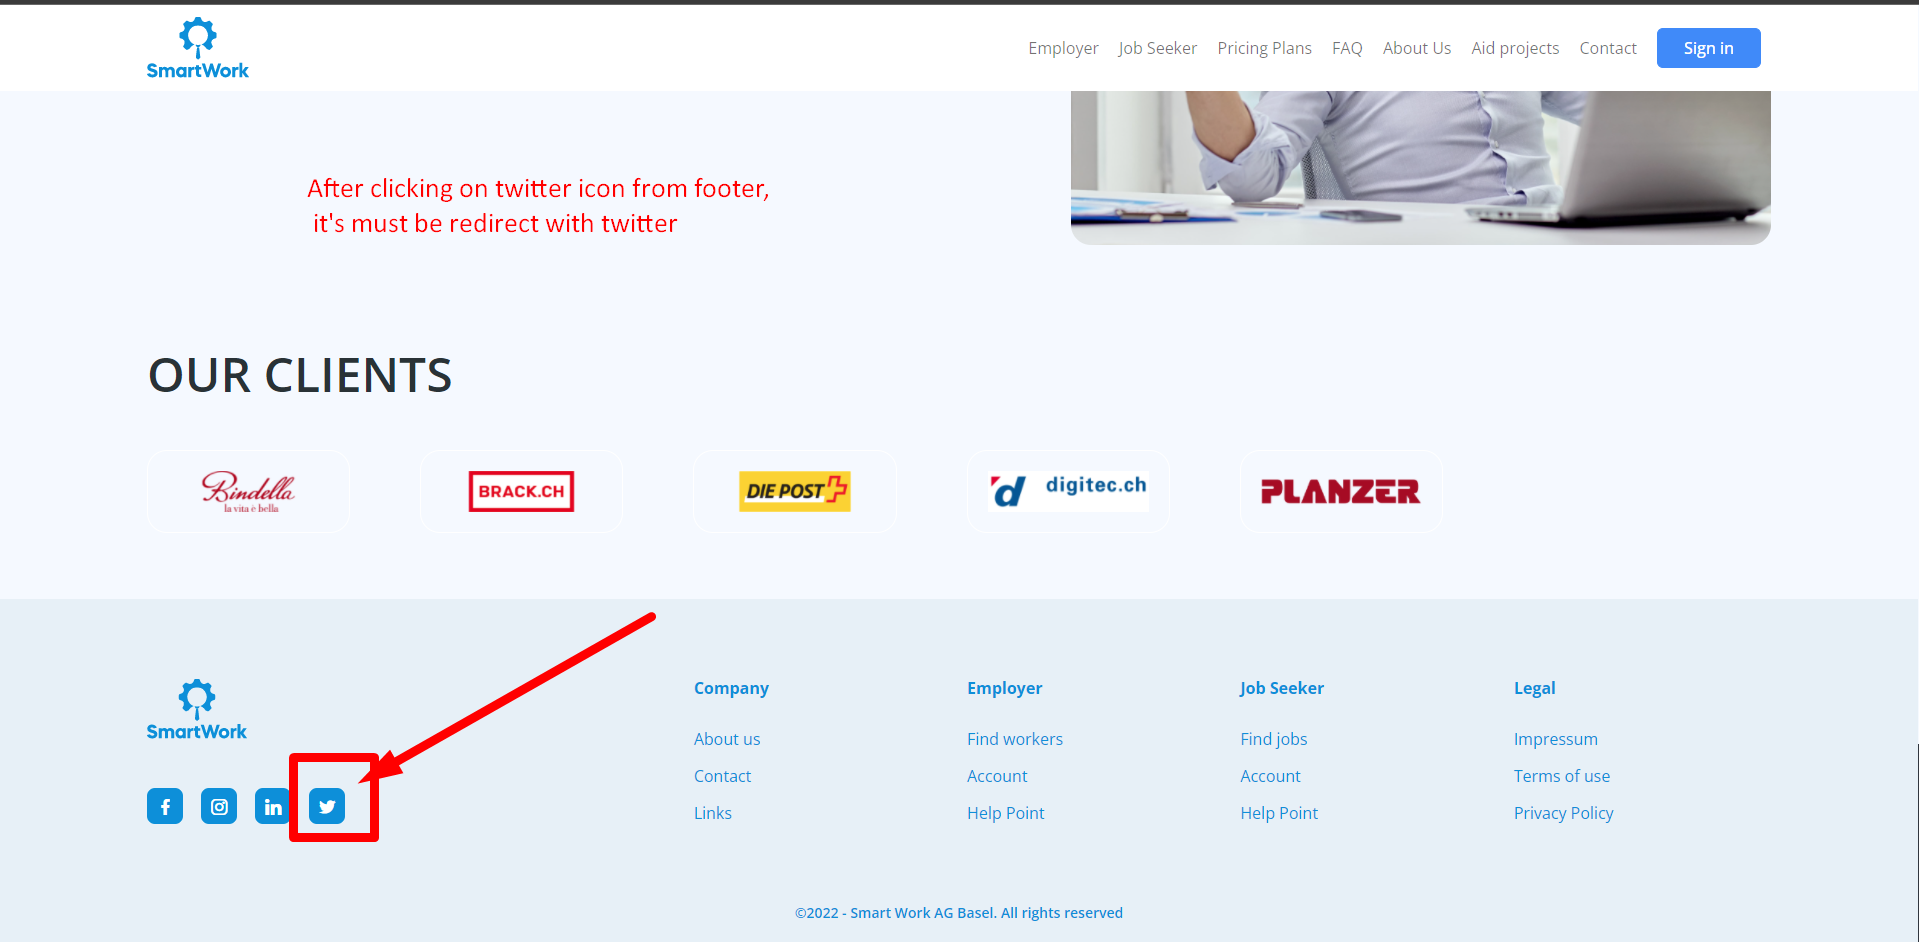 SmartWork
Employer Job Seeker Pricing Plans FAQ About Us Aid projects Contact Sign in
After clicking on twitter icon from footer,
it's must be redirect with twitter
OUR CLIENTS
Bindella
la vita è bella
BRACK.CH
DIE POST
digitec.ch
PLANZER
SmartWork
Company
About us
Contact
Links
Employer
Find workers
Account
Help Point
Job Seeker
Find jobs
Account
Help Point
Legal
Impressum
Terms of use
Privacy Policy
©2022 - Smart Work AG Basel. All rights reserved